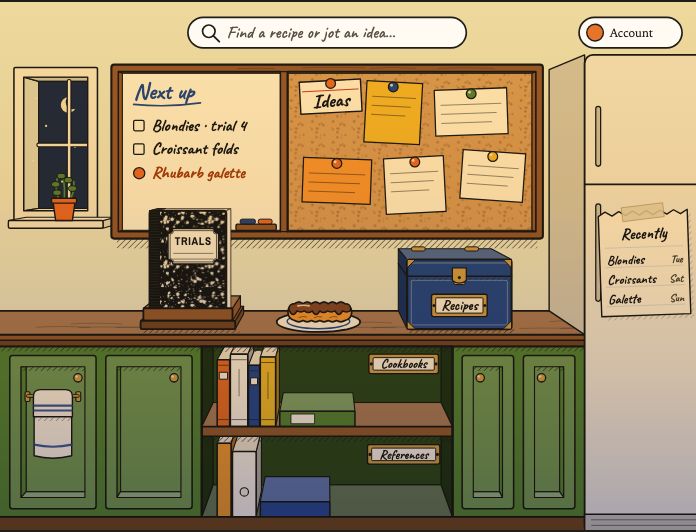 Find a recipe or jot an idea...
Account
Next up
Blondies · trial 4
Croissant folds
Rhubarb galette
Ideas
TRIALS
Recipes
Recently
Blondies Tue
Croissants Sat
Galette Sun
Cookbooks
References